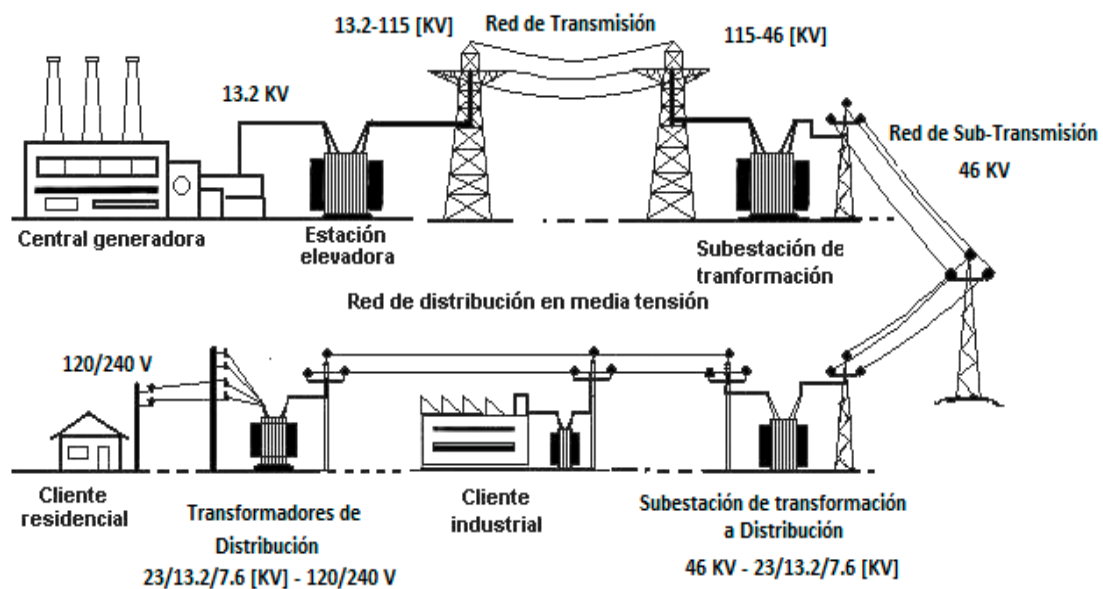 13.2-115 [KV]
Red de Transmisión
115-46 [KV]
13.2 KV
Red de Sub-Transmisión
46 KV
Central generadora
Estación
elevadora
Subestación de
tranformación
Red de distribución en media tensión
120/240 V
Cliente
residencial
Transformadores de
Distribución
23/13.2/7.6 [KV] - 120/240 V
Cliente
industrial
Subestación de transformación
a Distribución
46 KV - 23/13.2/7.6 [KV]